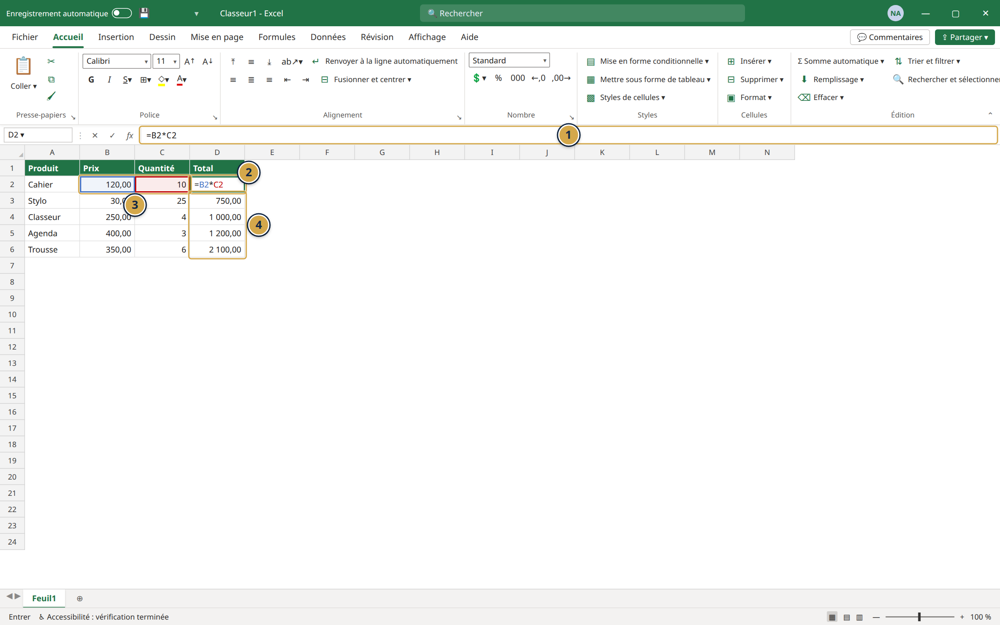 Enregistrement automatique
Classeur1 - Excel
Rechercher
NA
Fichier Accueil Insertion Dessin Mise en page Formules Données Révision Affichage Aide
Commentaires
Partager
Coller
Presse-papiers
Calibri 11
G I S A
Police
ab Renvoyer à la ligne automatiquement
Fusionner et centrer
Alignement
Standard
% 000 ←,0 ,00→
Nombre
Mise en forme conditionnelle
Mettre sous forme de tableau
Styles de cellules
Styles
Insérer
Supprimer
Format
Cellules
Σ Somme automatique
Remplissage
Effacer
Trier et filtrer
Rechercher et sélectionner
Édition
D2 fx =B2*C2
1
A B C D E F G H I J K L M N
1 Produit Prix Quantité Total
2
2 Cahier 120,00 10 =B2*C2
3 Stylo 30,0 25 750,00
3
4 Classeur 250,00 4 1 000,00
4
5 Agenda 400,00 3 1 200,00
6 Trousse 350,00 6 2 100,00
7
8
9
10
11
12
13
14
15
16
17
18
19
20
21
22
23
24
Feuil1
Entrer Accessibilité : vérification terminée
— + 100 %